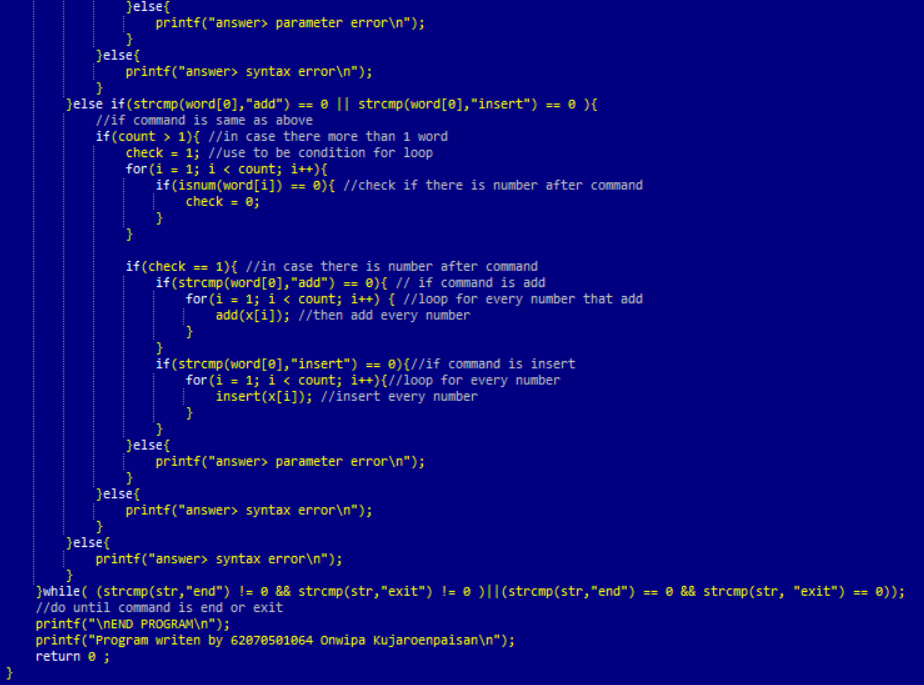 }else{
printf("answer> parameter error\n");
}
}else{
printf("answer> syntax error\n");
}
}else if(strcmp(word[0],"add") == 0 || strcmp(word[0],"insert") == 0 ){
//if command is same as above
if(count > 1){ //in case there more than 1 word
check = 1; //use to be condition for loop
for(i = 1; i < count; i++){
if(isnum(word[i]) == 0){ //check if there is number after command
check = 0;
}
}
if(check == 1){ //in case there is number after command
if(strcmp(word[0],"add") == 0){ // if command is add
for(i = 1; i < count; i++) { //loop for every number that add
add(x[i]); //then add every number
}
}
if(strcmp(word[0],"insert") == 0){//if command is insert
for(i = 1; i < count; i++){//loop for every number
insert(x[i]); //insert every number
}
}
}else{
printf("answer> parameter error\n");
}
}else{
printf("answer> syntax error\n");
}
}else{
printf("answer> syntax error\n");
}
}while( (strcmp(str,"end") != 0 && strcmp(str,"exit") != 0 )||(strcmp(str,"end") == 0 && strcmp(str, "exit") == 0));
//do until command is end or exit
printf("\nEND PROGRAM\n");
printf("Program writen by 62070501064 Onwipa Kujaroenpaisan\n");
return 0 ;
}